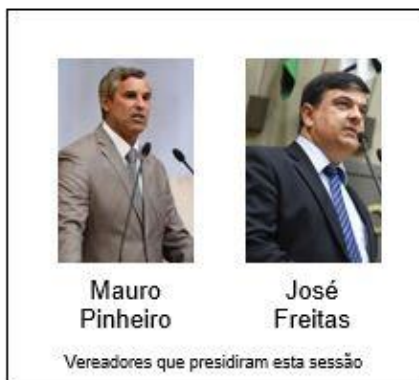 Mauro
Pinheiro
José
Freitas
Vereadores que presidiram esta sessão